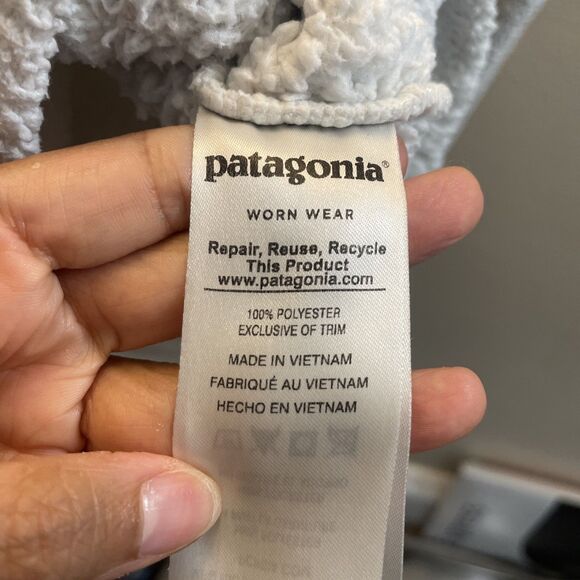 patagonia®
WORN WEAR
Repair, Reuse, Recycle
This Product
www.patagonia.com
100% POLYESTER
EXCLUSIVE OF TRIM
MADE IN VIETNAM
FABRIQUÉ AU VIETNAM
HECHO EN VIETNAM